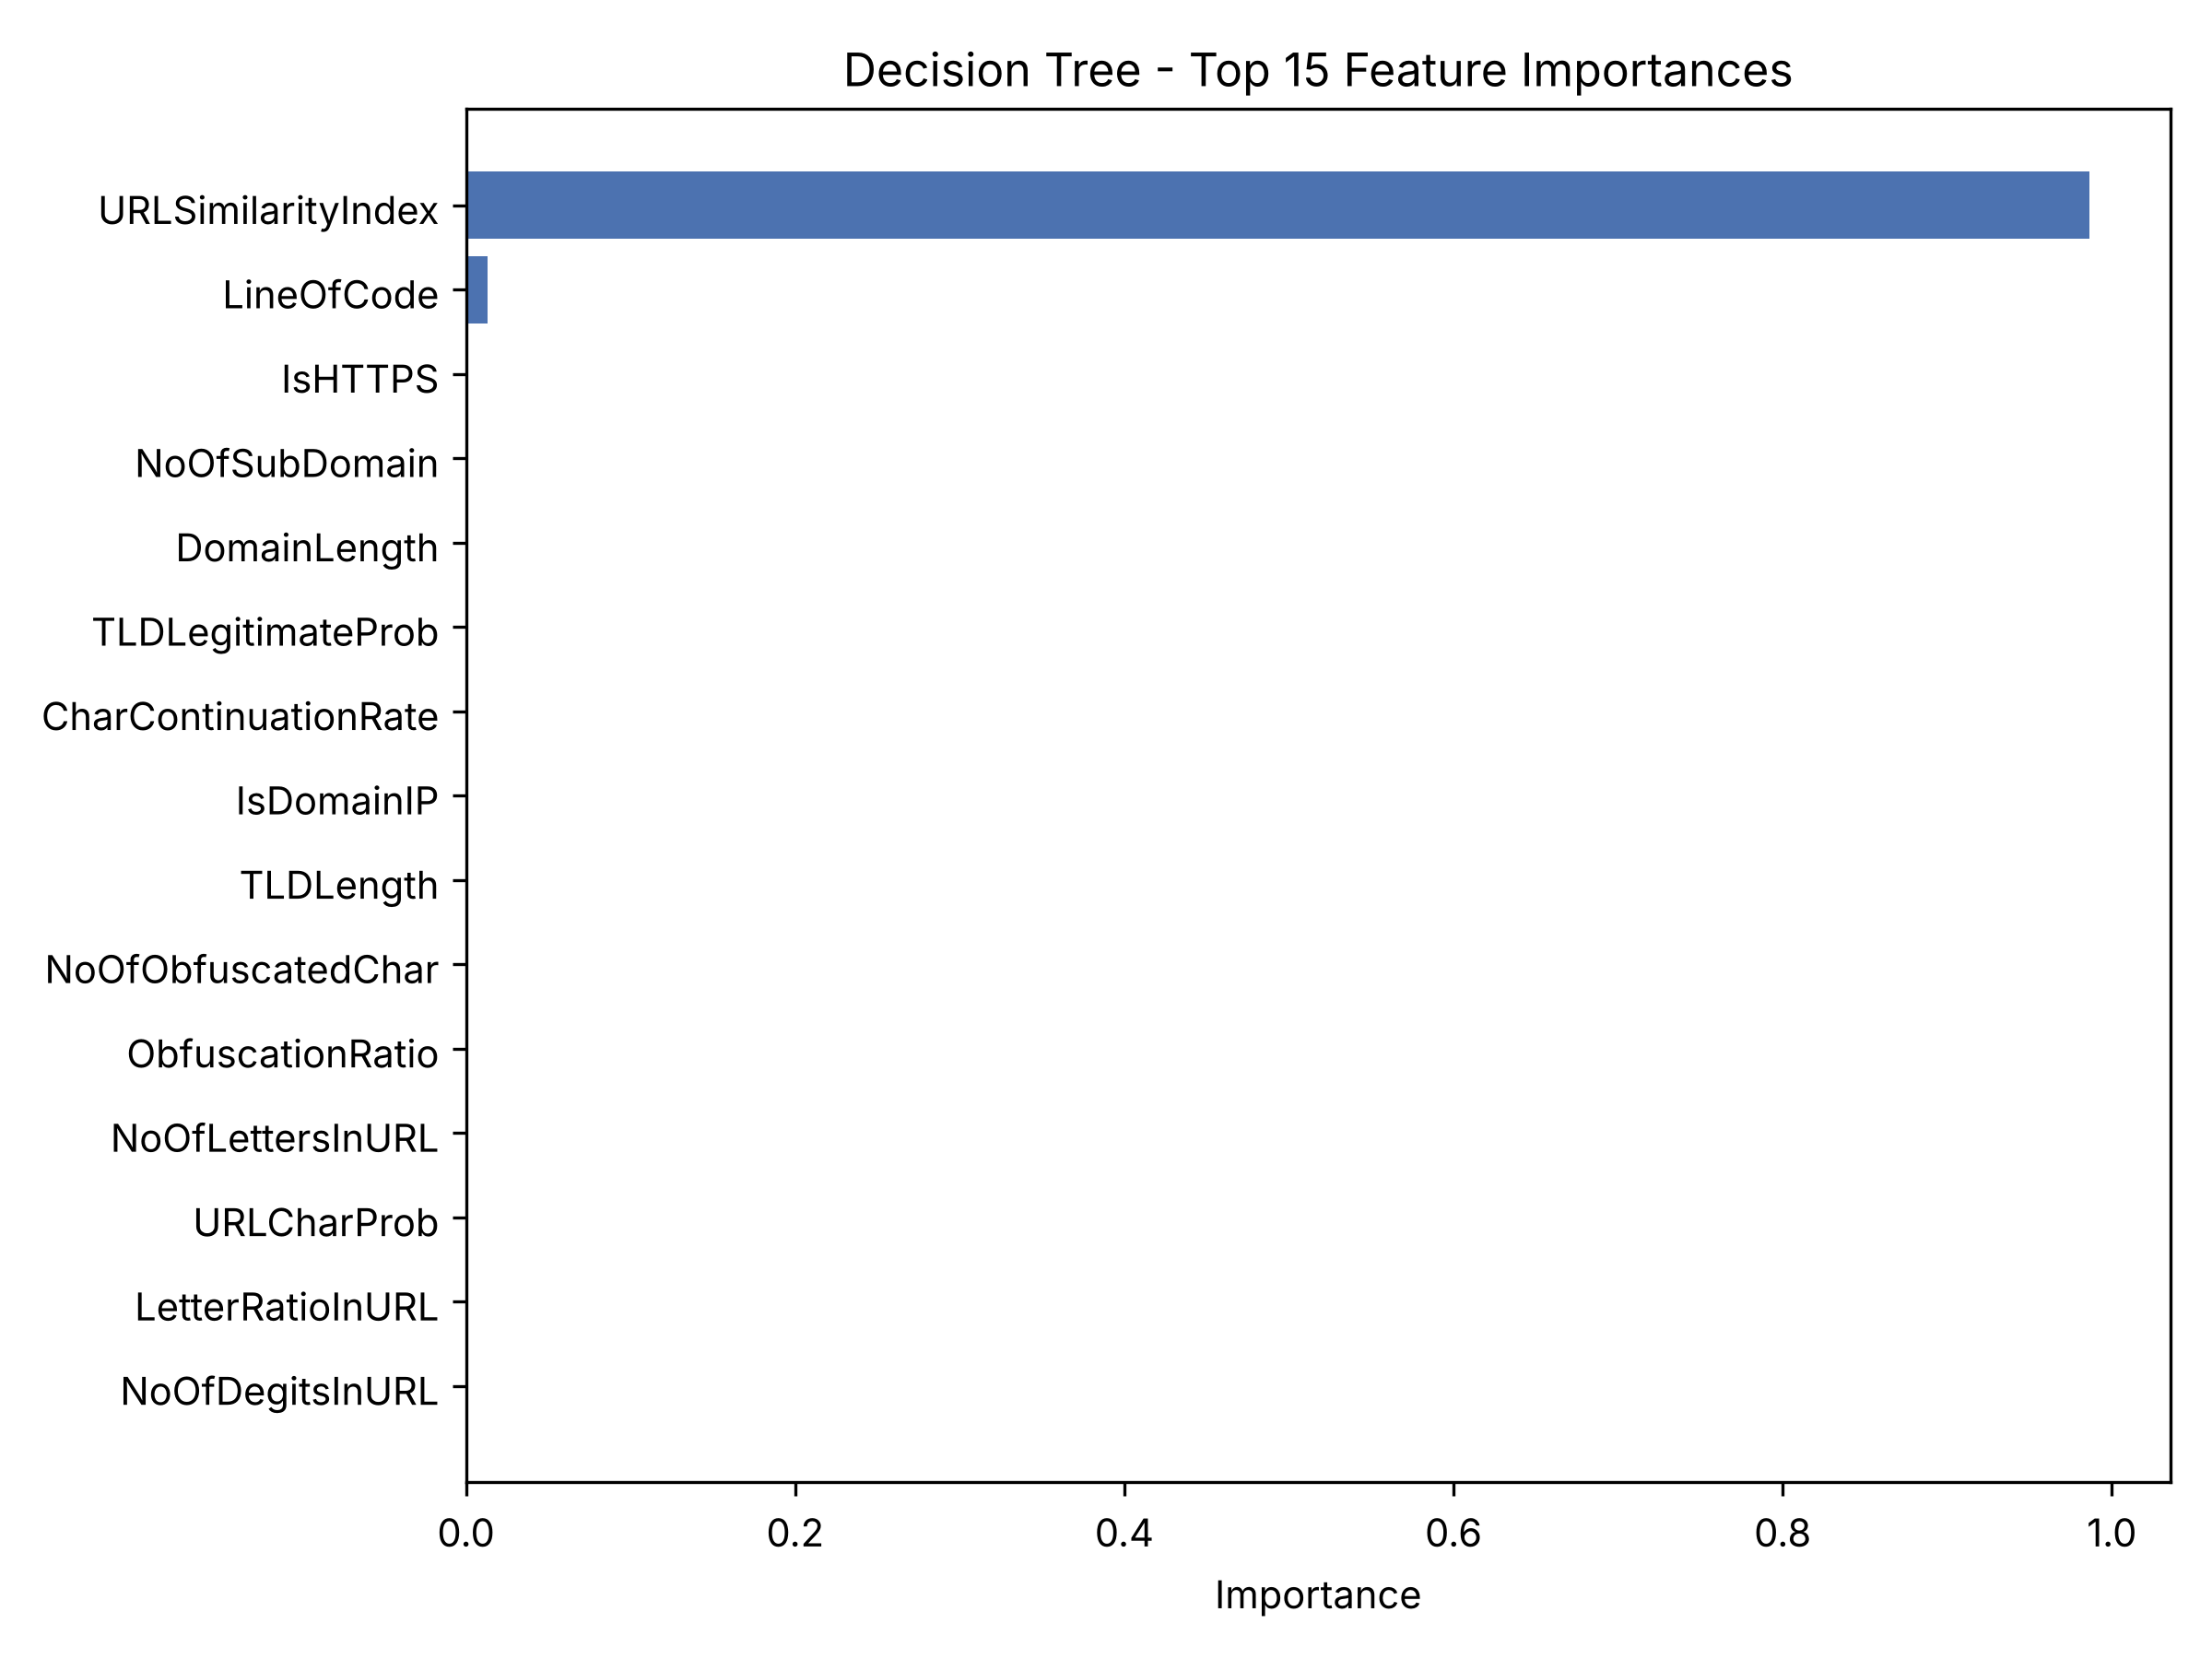 Decision Tree - Top 15 Feature Importances
URLSimilarityIndex
LineOfCode
IsHTTPS
NoOfSubDomain
DomainLength
TLDLegitimateProb
CharContinuationRate
IsDomainIP
TLDLength
NoOfObfuscatedChar
ObfuscationRatio
NoOfLettersInURL
URLCharProb
LetterRatioInURL
NoOfDegitsInURL
0.0 0.2 0.4 0.6 0.8 1.0
Importance